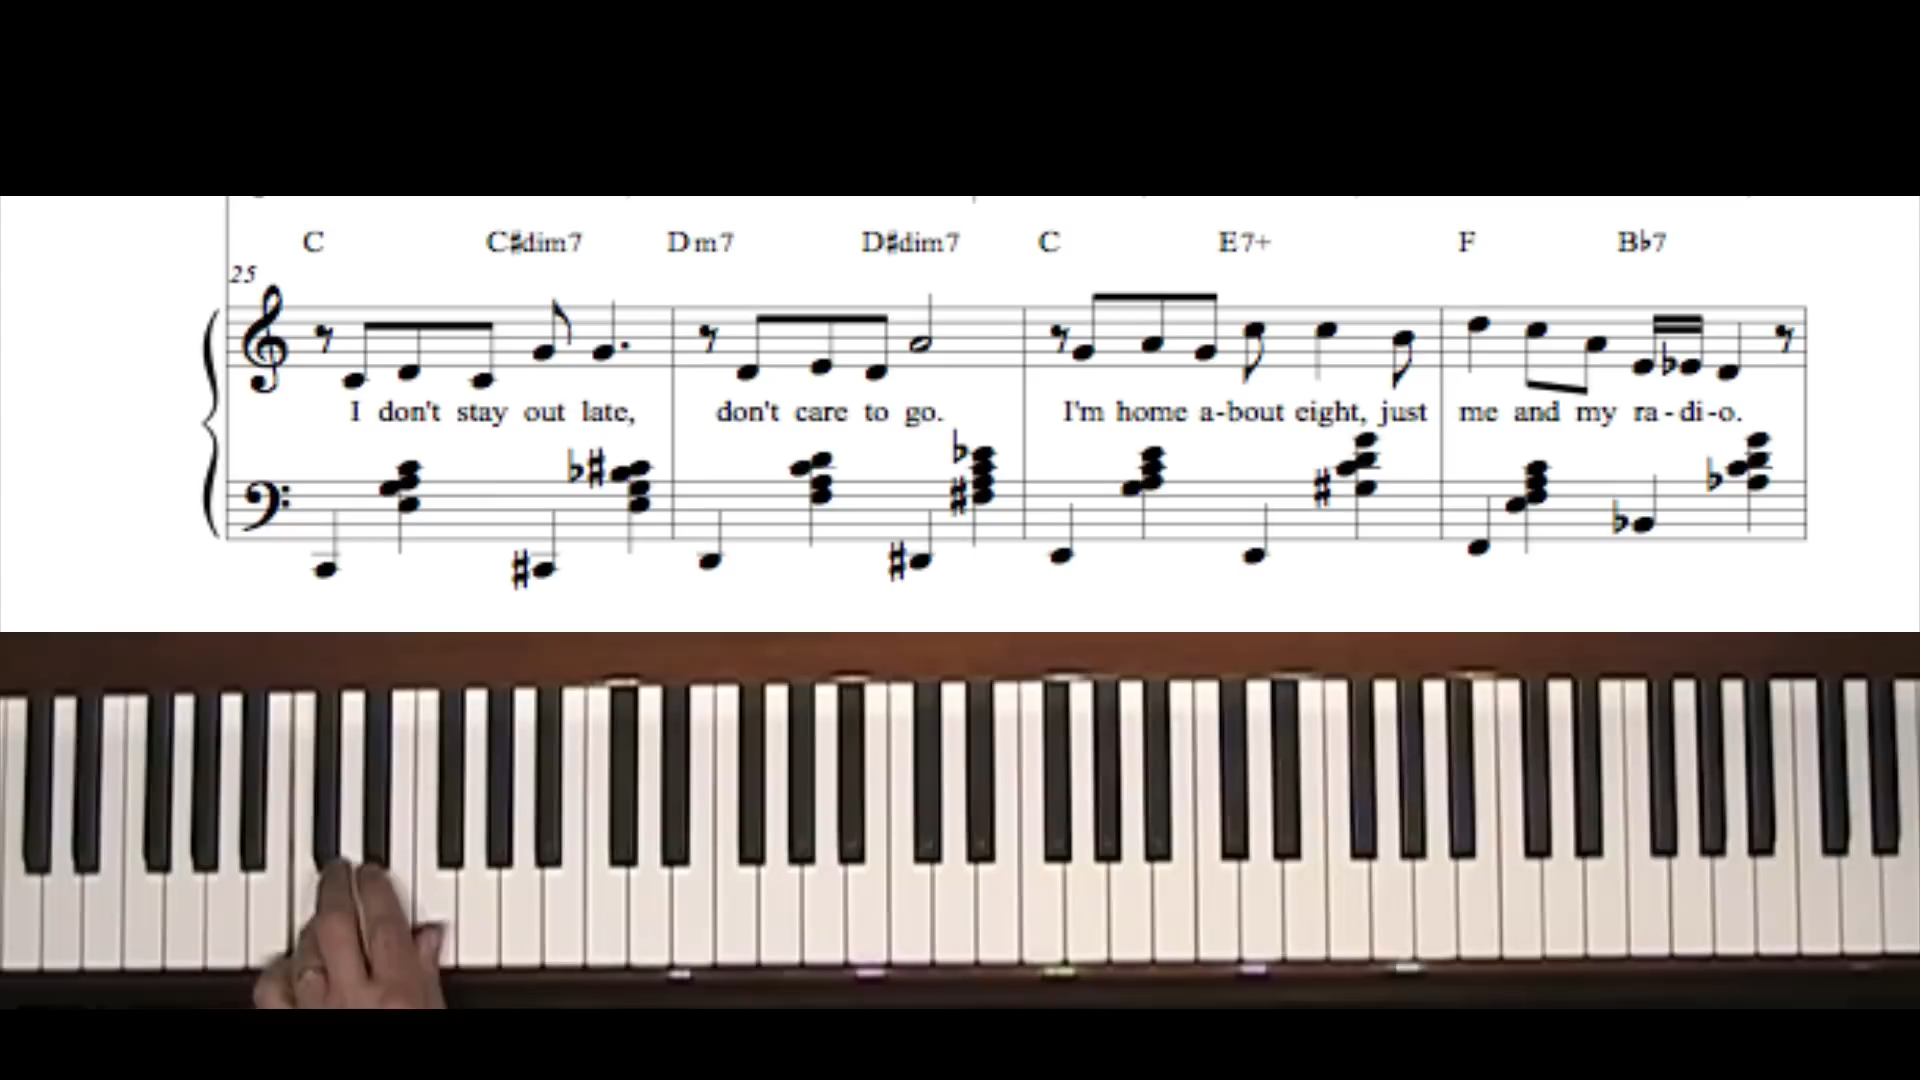 C C♯dim7 Dm7 D♯dim7 C E7+ F B♭7
25
I don't stay out late, don't care to go. I'm home a-bout eight, just me and my ra-di-o.